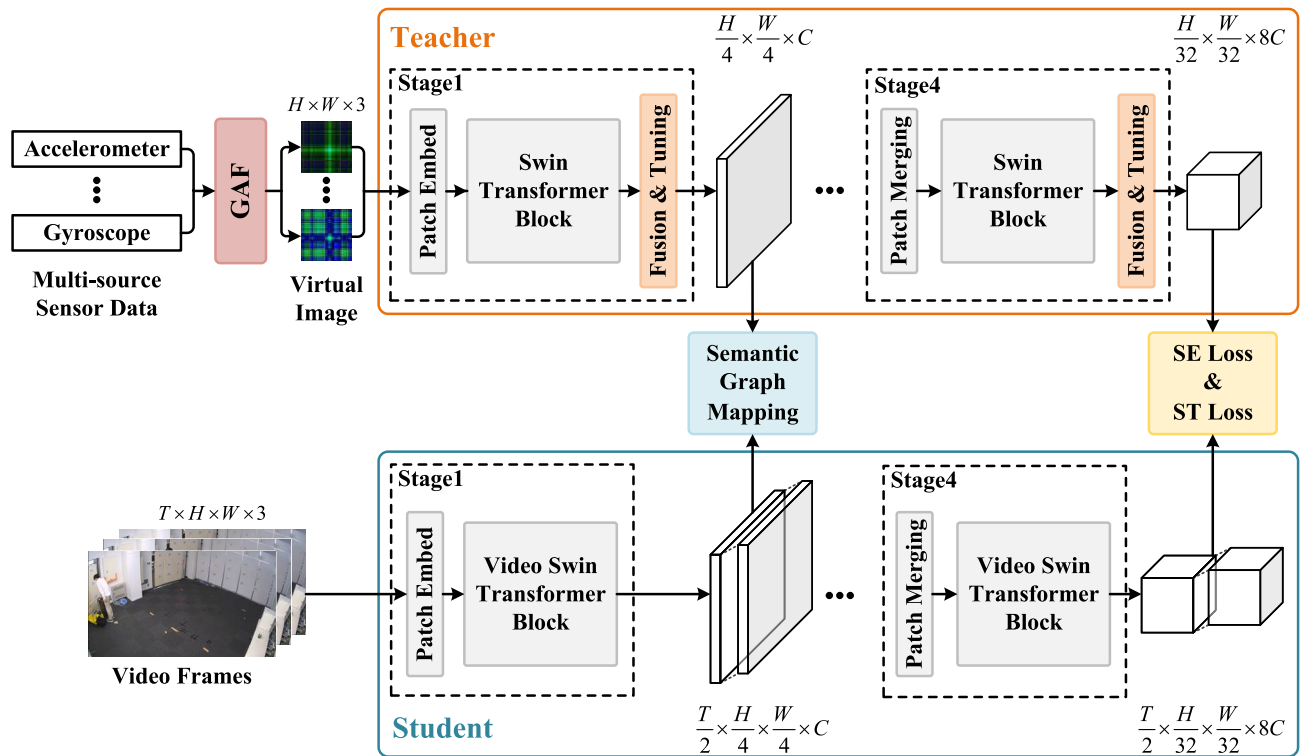 Teacher
H/4 × W/4 × C
H/32 × W/32 × 8C
Stage1
Stage4
H × W × 3
Accelerometer
Gyroscope
Multi-source
Sensor Data
GAF
Virtual
Image
Patch Embed
Swin
Transformer
Block
Fusion & Tuning
Patch Merging
Swin
Transformer
Block
Fusion & Tuning
Semantic
Graph
Mapping
SE Loss
&
ST Loss
Stage1
Stage4
T × H × W × 3
Video Frames
Patch Embed
Video Swin
Transformer
Block
Patch Merging
Video Swin
Transformer
Block
Student
T/2 × H/4 × W/4 × C
T/2 × H/32 × W/32 × 8C